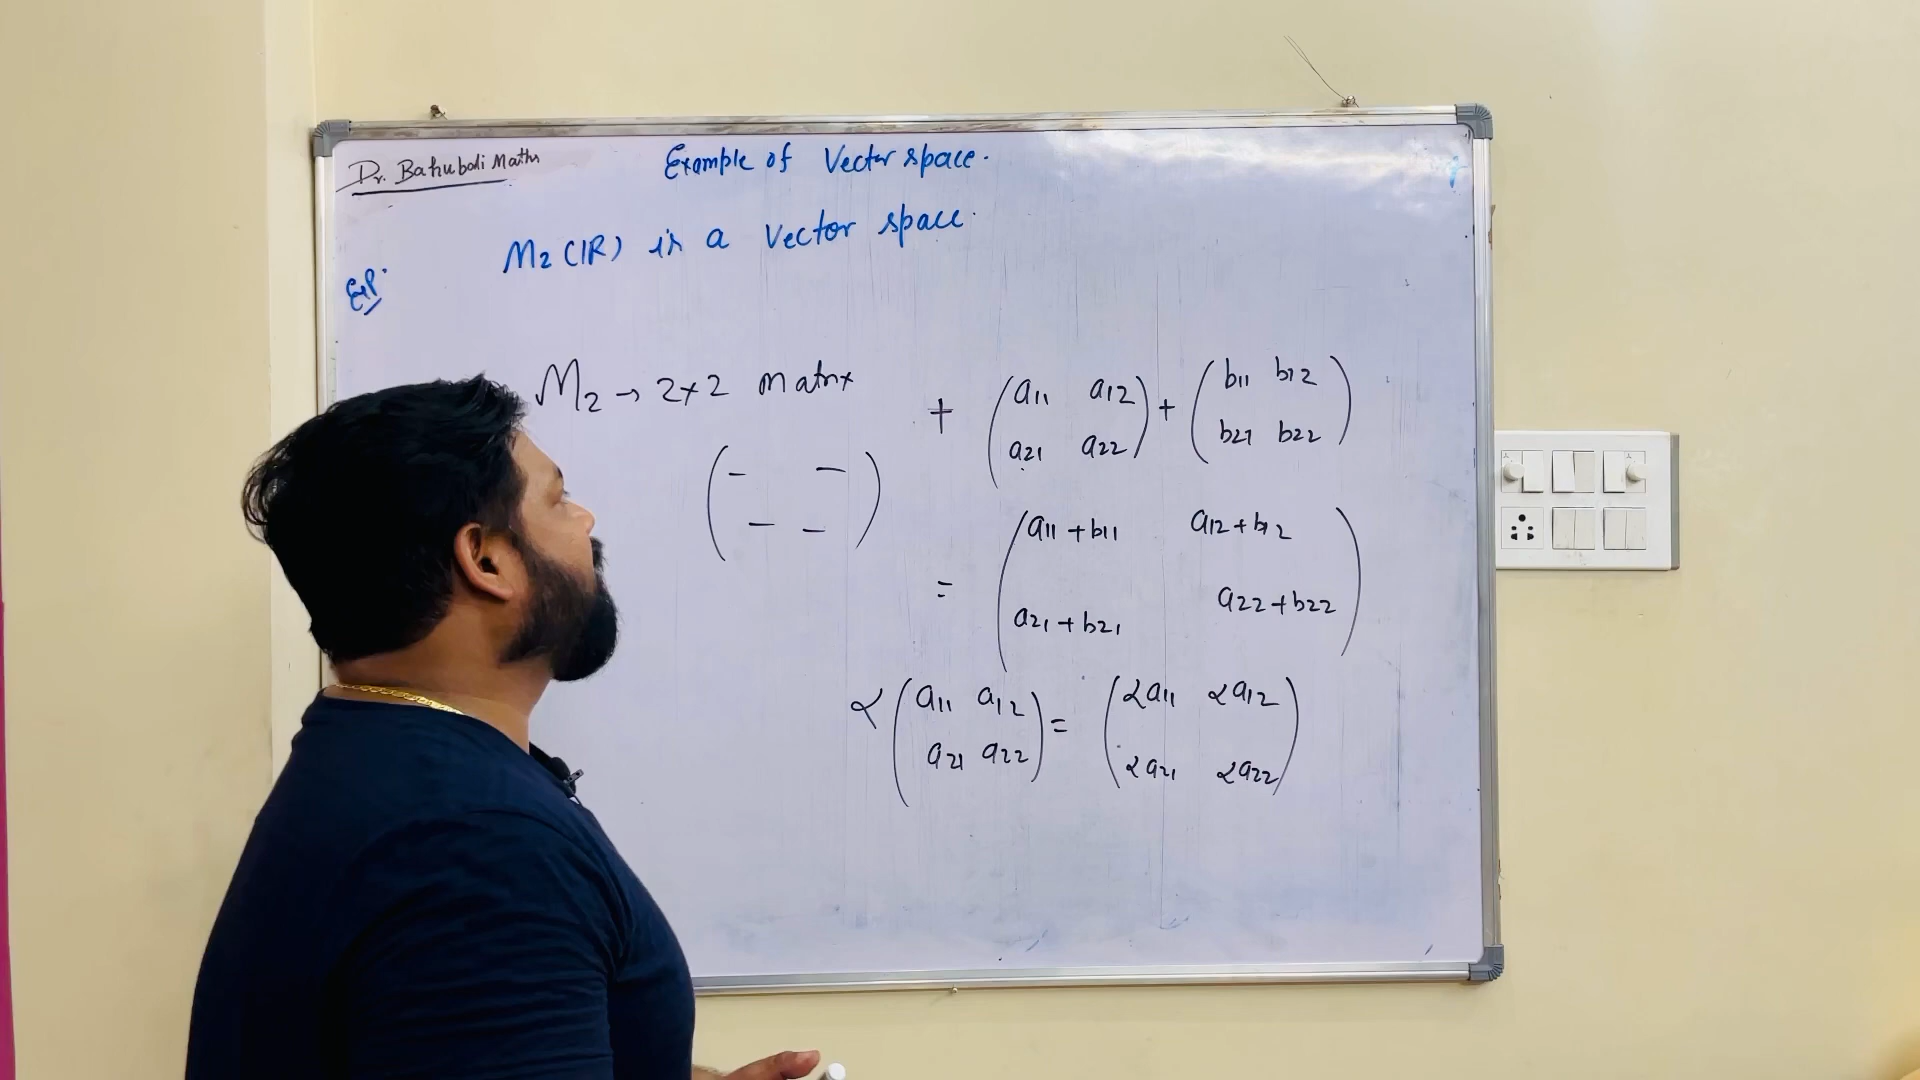 Dr. Bahubali Maths
Example of Vector space.
M2(IR) is a vector space.
Ex.
M2 → 2×2 matrix
( – – )
( – – )
+ ( a11 a12 ) + ( b11 b12 )
( a21 a22 ) ( b21 b22 )
= ( a11+b11 a12+b12 )
( a21+b21 a22+b22 )
α ( a11 a12 ) = ( αa11 αa12 )
( a21 a22 ) ( αa21 αa22 )